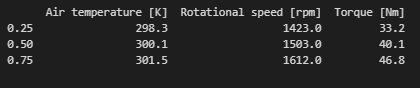 Air temperature [K] Rotational speed [rpm] Torque [Nm]
0.25 298.3 1423.0 33.2
0.50 300.1 1503.0 40.1
0.75 301.5 1612.0 46.8